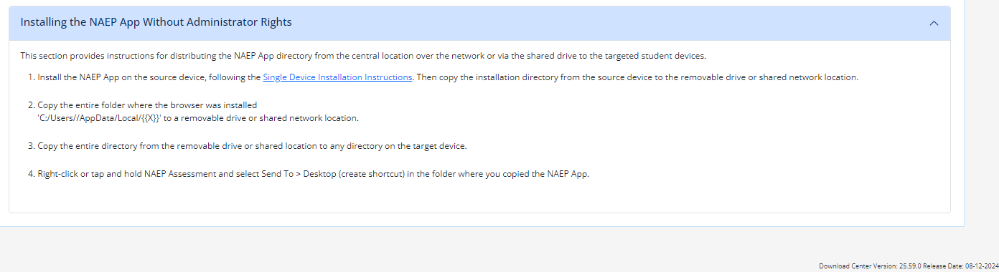 Installing the NAEP App Without Administrator Rights
This section provides instructions for distributing the NAEP App directory from the central location over the network or via the shared drive to the targeted student devices.
1. Install the NAEP App on the source device, following the Single Device Installation Instructions. Then copy the installation directory from the source device to the removable drive or shared network location.
2. Copy the entire folder where the browser was installed
'C:/Users//AppData/Local/{{X}}' to a removable drive or shared network location.
3. Copy the entire directory from the removable drive or shared location to any directory on the target device.
4. Right-click or tap and hold NAEP Assessment and select Send To > Desktop (create shortcut) in the folder where you copied the NAEP App.
Download Center Version: 25.59.0 Release Date: 08-12-2024